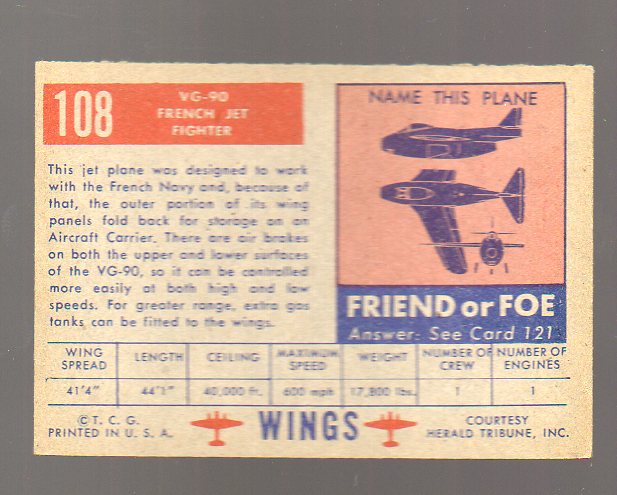 108
VG-90
FRENCH JET
FIGHTER
This jet plane was designed to work
with the French Navy and, because of
that, the outer portion of its wing
panels fold back for storage on an
Aircraft Carrier. There are air brakes
on both the upper and lower surfaces
of the VG-90, so it can be controlled
more easily at both high and low
speeds. For greater range, extra gas
tanks can be fitted to the wings.
NAME THIS PLANE
FRIEND or FOE
Answer: See Card 121
WING SPREAD LENGTH CEILING MAXIMUM SPEED WEIGHT NUMBER OF CREW NUMBER OF ENGINES
41'4" 44'1" 40,000 ft. 600 mph 17,800 lbs. 1 1
©T. C. G.
PRINTED IN U. S. A.
WINGS
COURTESY
HERALD TRIBUNE, INC.